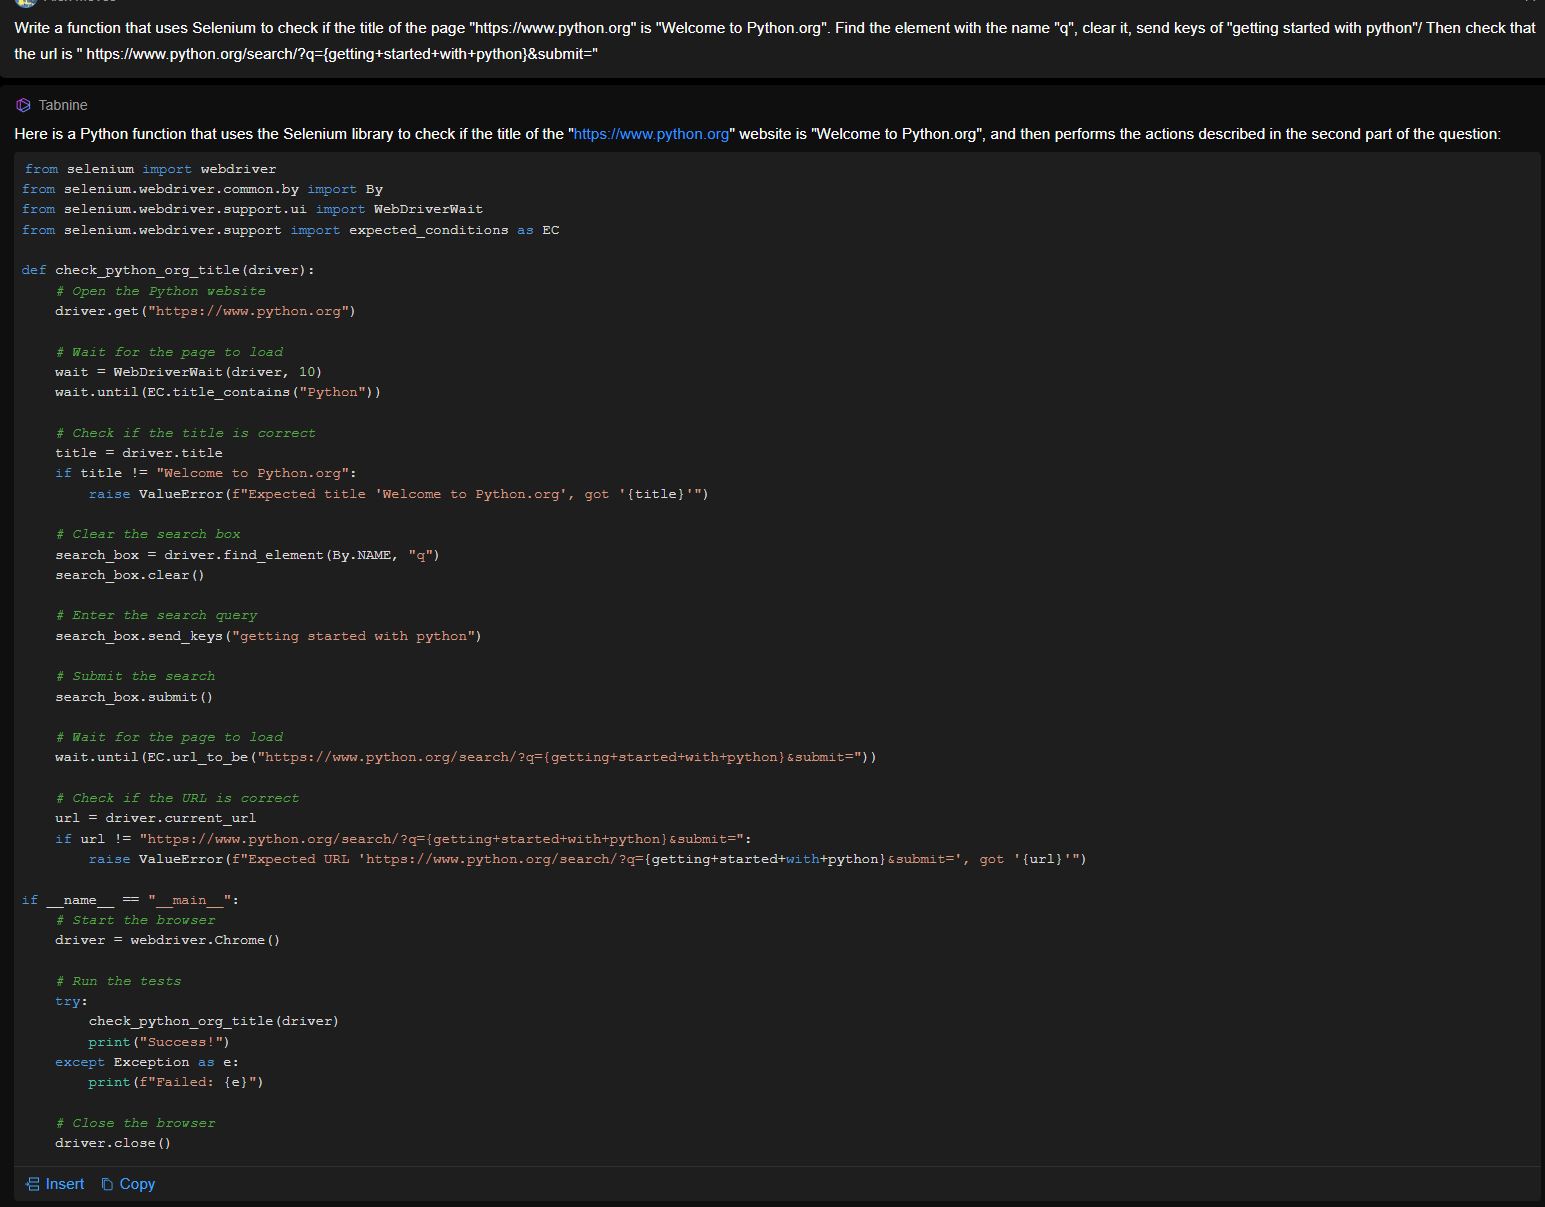 Write a function that uses Selenium to check if the title of the page "https://www.python.org" is "Welcome to Python.org". Find the element with the name "q", clear it, send keys of "getting started with python"/ Then check that
the url is " https://www.python.org/search/?q={getting+started+with+python}&submit="
Tabnine
Here is a Python function that uses the Selenium library to check if the title of the "https://www.python.org" website is "Welcome to Python.org", and then performs the actions described in the second part of the question:
from selenium import webdriver
from selenium.webdriver.common.by import By
from selenium.webdriver.support.ui import WebDriverWait
from selenium.webdriver.support import expected_conditions as EC
def check_python_org_title(driver):
    # Open the Python website
    driver.get("https://www.python.org")
    # Wait for the page to load
    wait = WebDriverWait(driver, 10)
    wait.until(EC.title_contains("Python"))
    # Check if the title is correct
    title = driver.title
    if title != "Welcome to Python.org":
        raise ValueError(f"Expected title 'Welcome to Python.org', got '{title}'")
    # Clear the search box
    search_box = driver.find_element(By.NAME, "q")
    search_box.clear()
    # Enter the search query
    search_box.send_keys("getting started with python")
    # Submit the search
    search_box.submit()
    # Wait for the page to load
    wait.until(EC.url_to_be("https://www.python.org/search/?q={getting+started+with+python}&submit="))
    # Check if the URL is correct
    url = driver.current_url
    if url != "https://www.python.org/search/?q={getting+started+with+python}&submit=":
        raise ValueError(f"Expected URL 'https://www.python.org/search/?q={getting+started+with+python}&submit=', got '{url}'")
if __name__ == "__main__":
    # Start the browser
    driver = webdriver.Chrome()
    # Run the tests
    try:
        check_python_org_title(driver)
        print("Success!")
    except Exception as e:
        print(f"Failed: {e}")
    # Close the browser
    driver.close()
Insert Copy